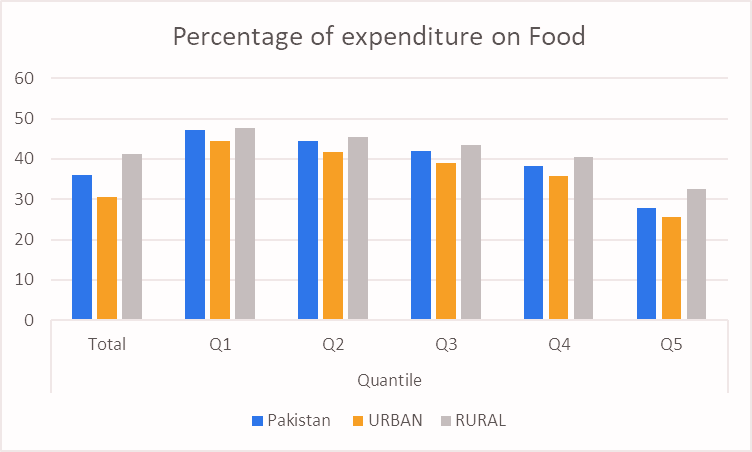 Percentage of expenditure on Food
60
50
40
30
20
10
0
Total Q1 Q2 Q3 Q4 Q5
Quantile
Pakistan URBAN RURAL